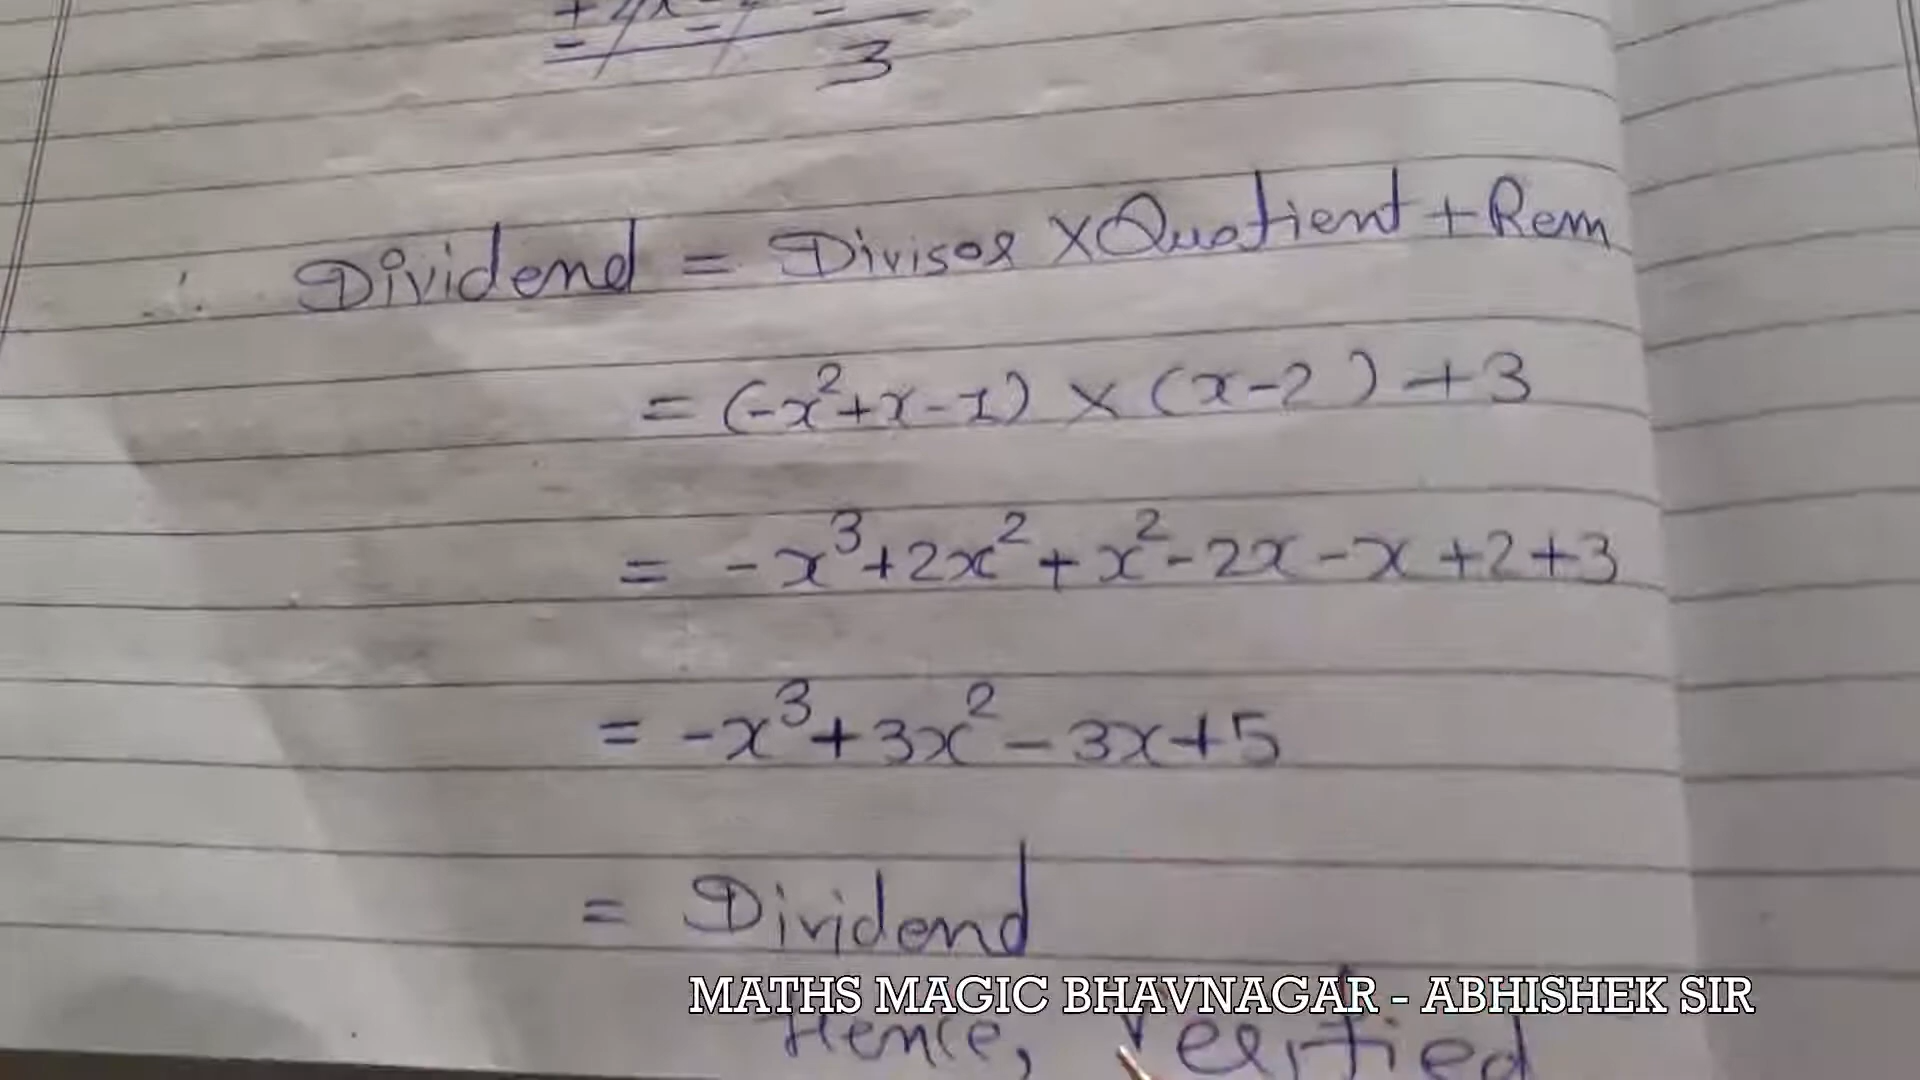 3
∴ Dividend = Divisor × Quotient + Rem
= (-x²+x-1) × (x-2) + 3
= -x³+2x²+x²-2x-x+2+3
= -x³+3x²-3x+5
= Dividend
MATHS MAGIC BHAVNAGAR - ABHISHEK SIR
Hence, Verified